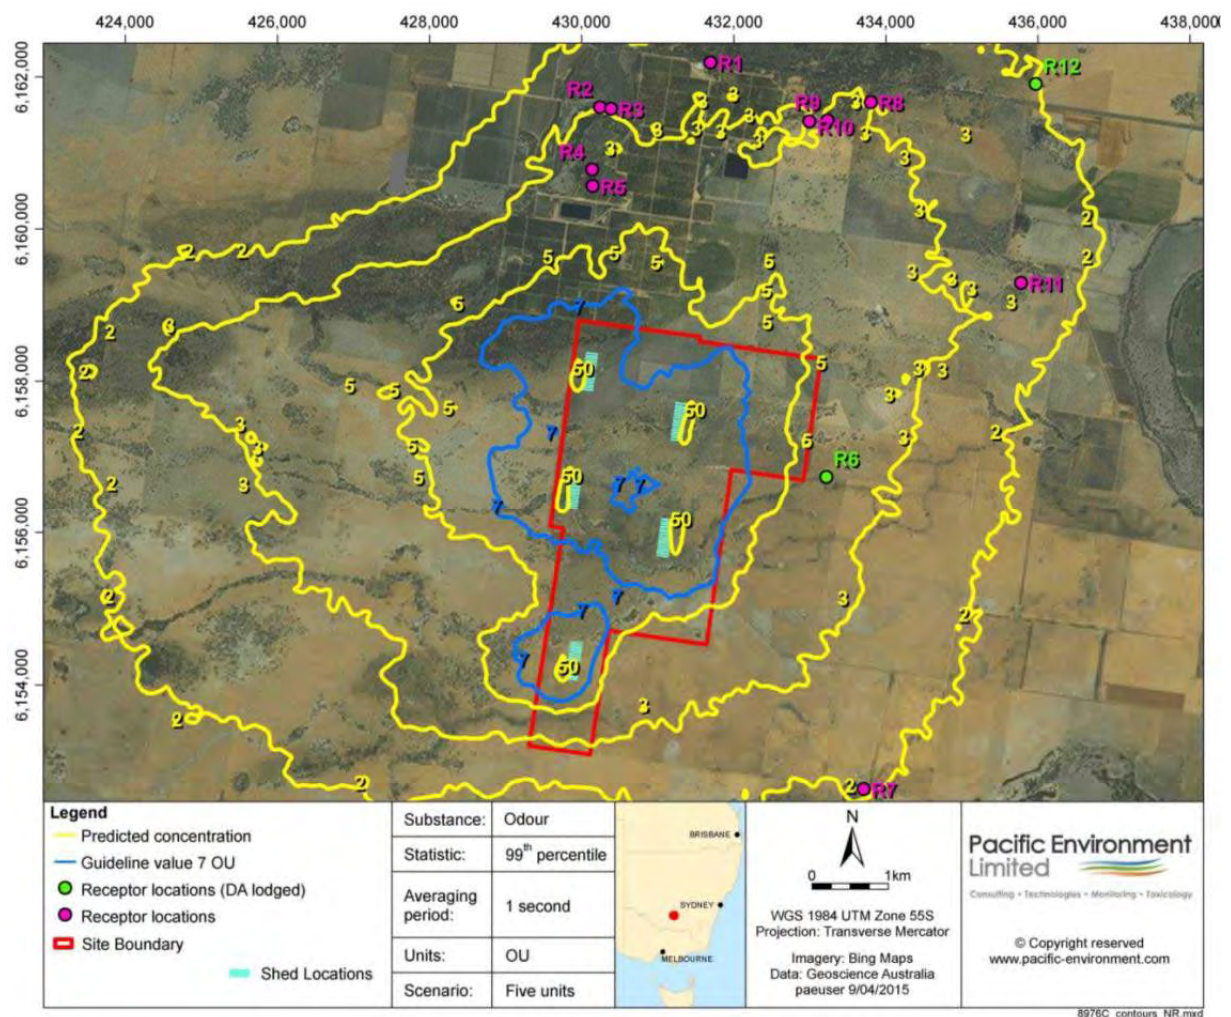 424,000 426,000 428,000 430,000 432,000 434,000 436,000 438,000
6,162,000
6,160,000
6,158,000
6,156,000
6,154,000
R1
R12
R2
R3
R9
R8
R10
R4
R5
R11
R6
R7
2
3
5
7
50
Legend
Predicted concentration
Guideline value 7 OU
Receptor locations (DA lodged)
Receptor locations
Site Boundary
Shed Locations
Substance: Odour
Statistic: 99th percentile
Averaging period: 1 second
Units: OU
Scenario: Five units
BRISBANE
SYDNEY
MELBOURNE
N
0 1km
WGS 1984 UTM Zone 55S
Projection: Transverse Mercator
Imagery: Bing Maps
Data: Geoscience Australia
paeuser 9/04/2015
Pacific Environment
Limited
Consulting • Technologies • Monitoring • Toxicology
© Copyright reserved
www.pacific-environment.com
8976C_contours_NR.mxd